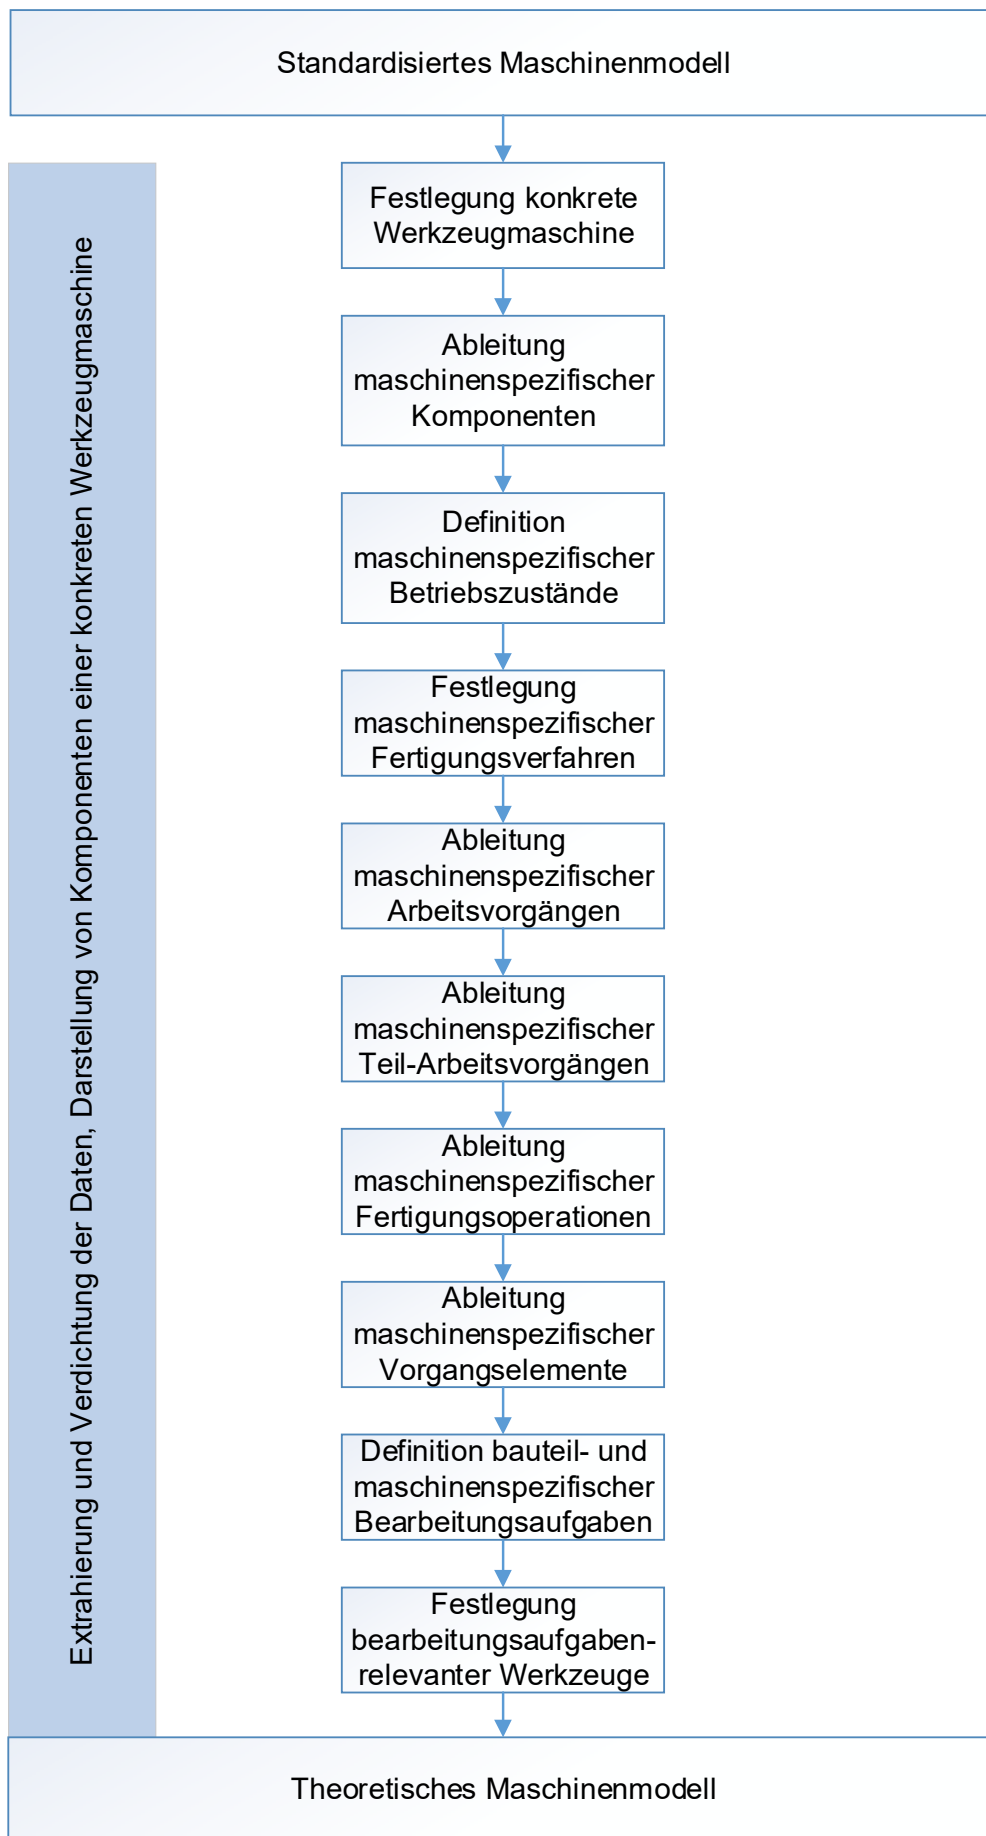 Standardisiertes Maschinenmodell
Extrahierung und Verdichtung der Daten, Darstellung von Komponenten einer konkreten Werkzeugmaschine
Festlegung konkrete
Werkzeugmaschine
Ableitung
maschinenspezifischer
Komponenten
Definition
maschinenspezifischer
Betriebszustände
Festlegung
maschinenspezifischer
Fertigungsverfahren
Ableitung
maschinenspezifischer
Arbeitsvorgängen
Ableitung
maschinenspezifischer
Teil-Arbeitsvorgängen
Ableitung
maschinenspezifischer
Fertigungsoperationen
Ableitung
maschinenspezifischer
Vorgangselemente
Definition bauteil- und
maschinenspezifischer
Bearbeitungsaufgaben
Festlegung
bearbeitungsaufgaben-
relevanter Werkzeuge
Theoretisches Maschinenmodell